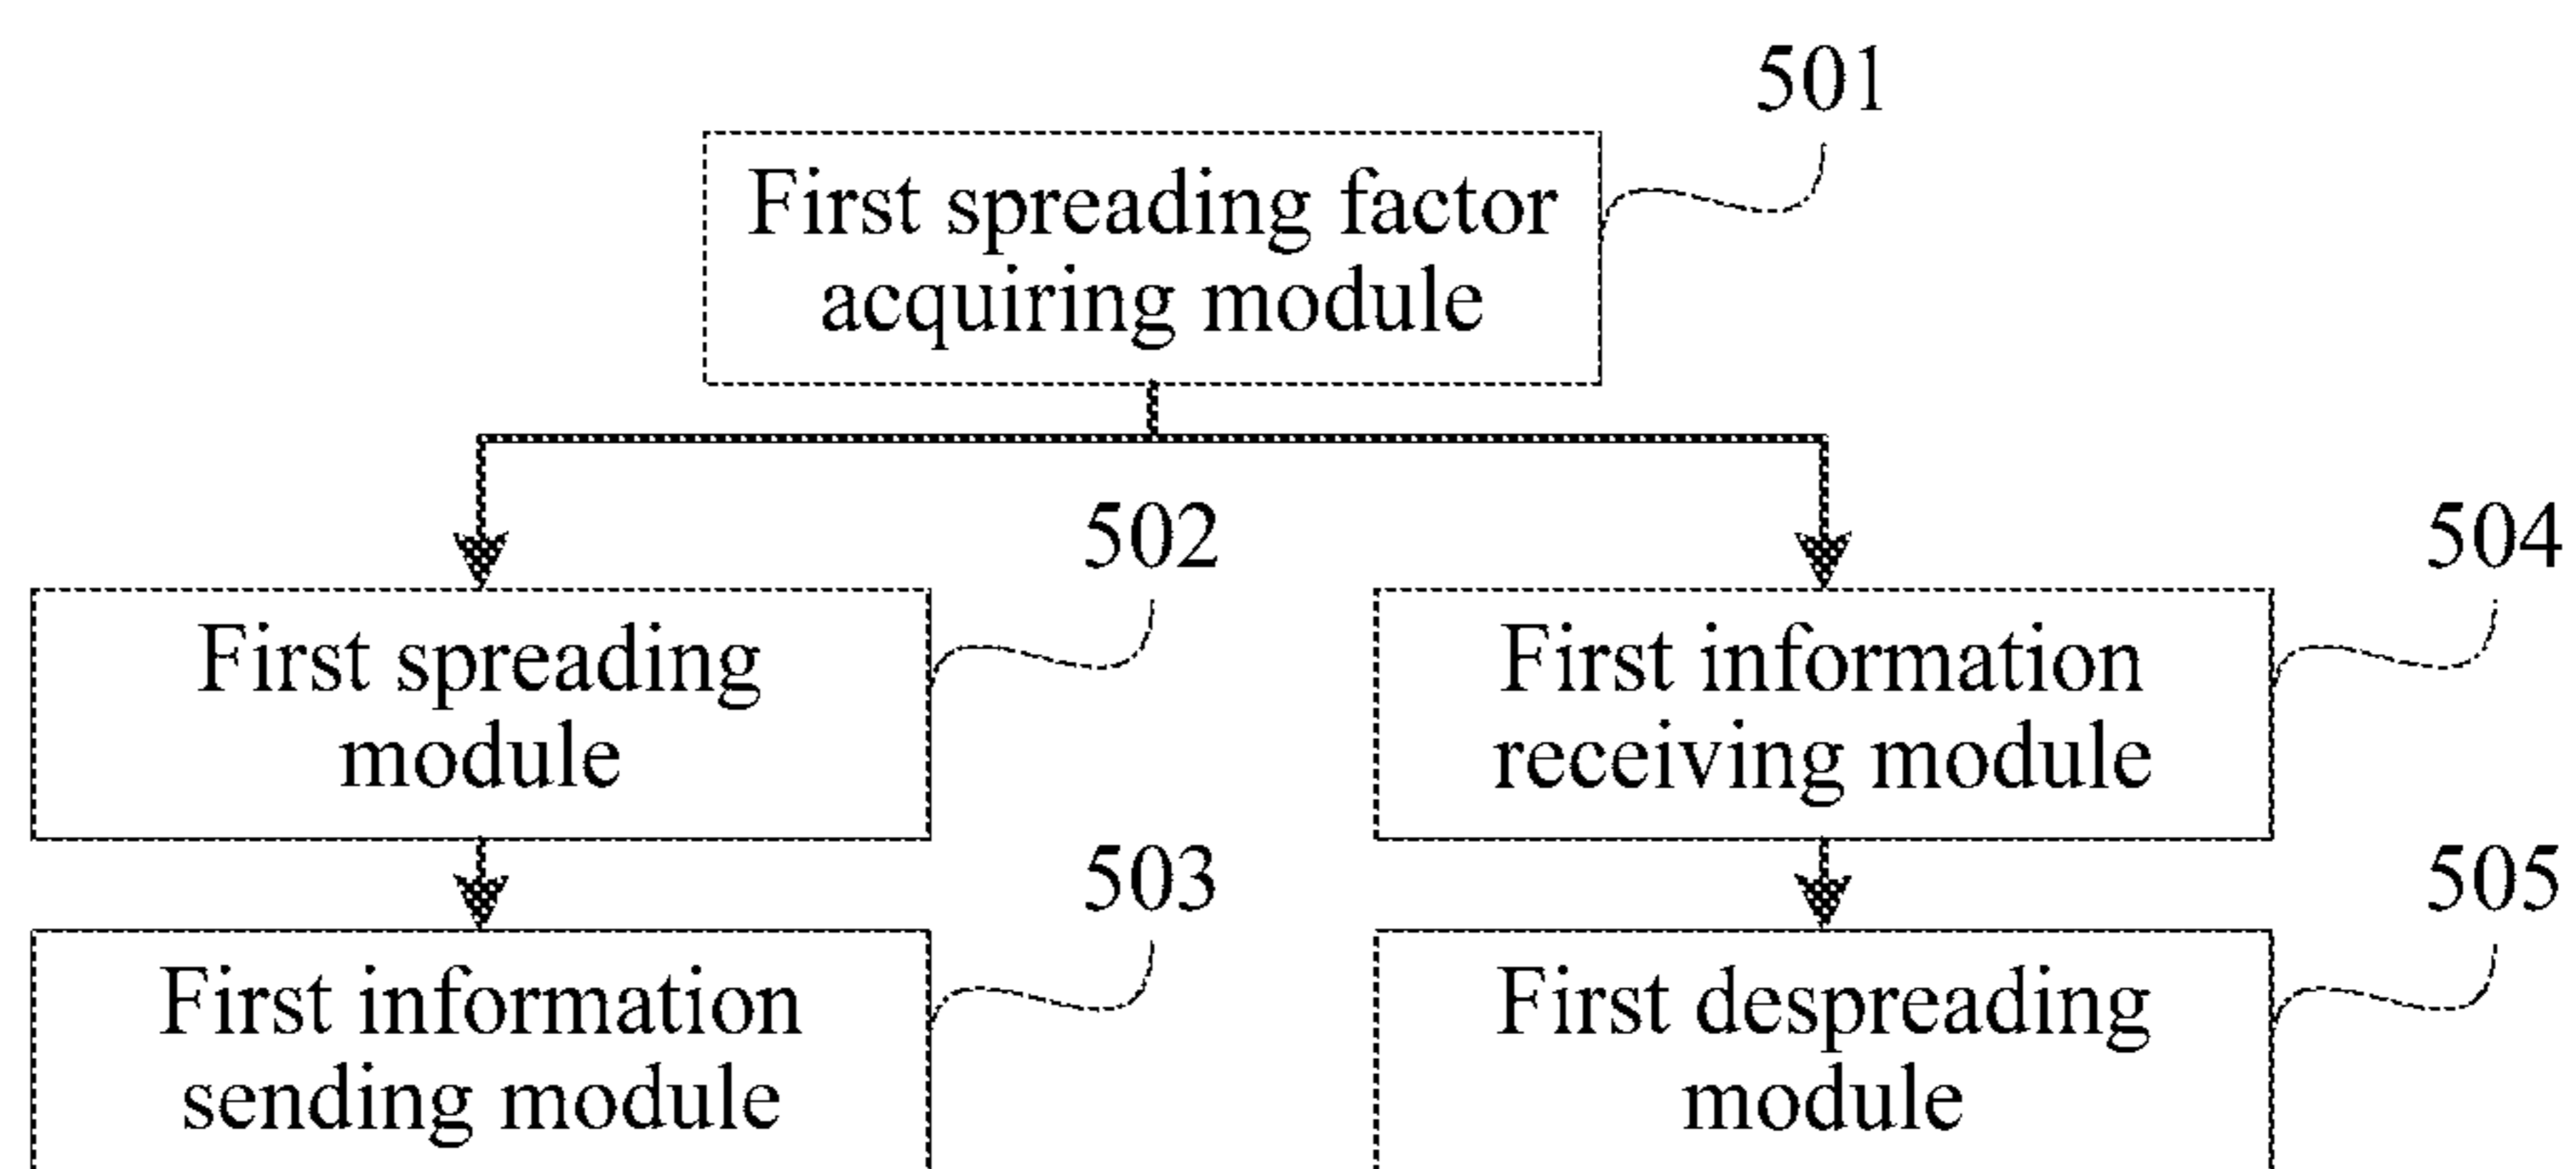 501
First spreading factor
acquiring module
502
504
First spreading
module
First information
receiving module
503
505
First information
sending module
First despreading
module